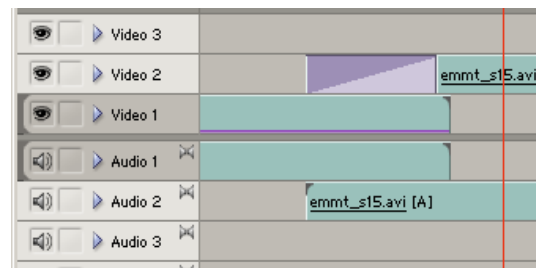 Video 3
Video 2
emmt_s15.avi
Video 1
Audio 1
Audio 2
emmt_s15.avi [A]
Audio 3